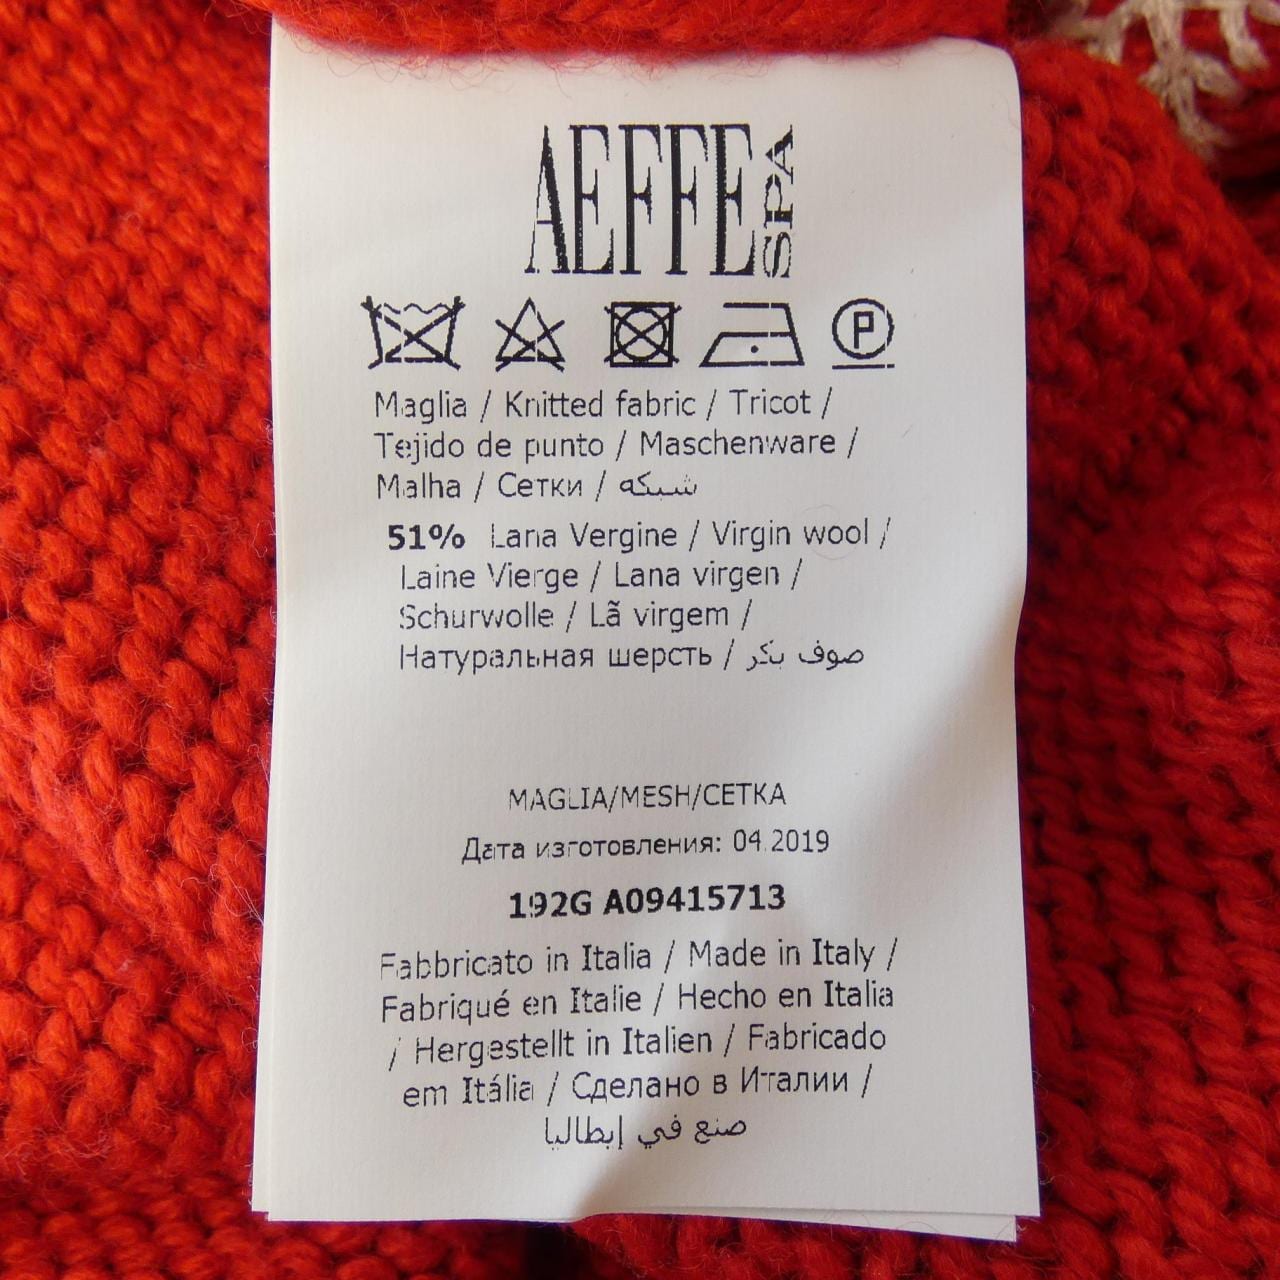 AEFFE SPA
P
Maglia / Knitted fabric / Tricot /
Tejido de punto / Maschenware /
Malha / Сетки / شبكه
51% Lana Vergine / Virgin wool /
Laine Vierge / Lana virgen /
Schurwolle / Lã virgem /
Натуральная шерсть / صوف بكر
MAGLIA/MESH/СЕТКА
Дата изготовления: 04.2019
192G A09415713
Fabbricato in Italia / Made in Italy /
Fabriqué en Italie / Hecho en Italia
/ Hergestellt in Italien / Fabricado
em Itália / Сделано в Италии /
صنع في إيطاليا